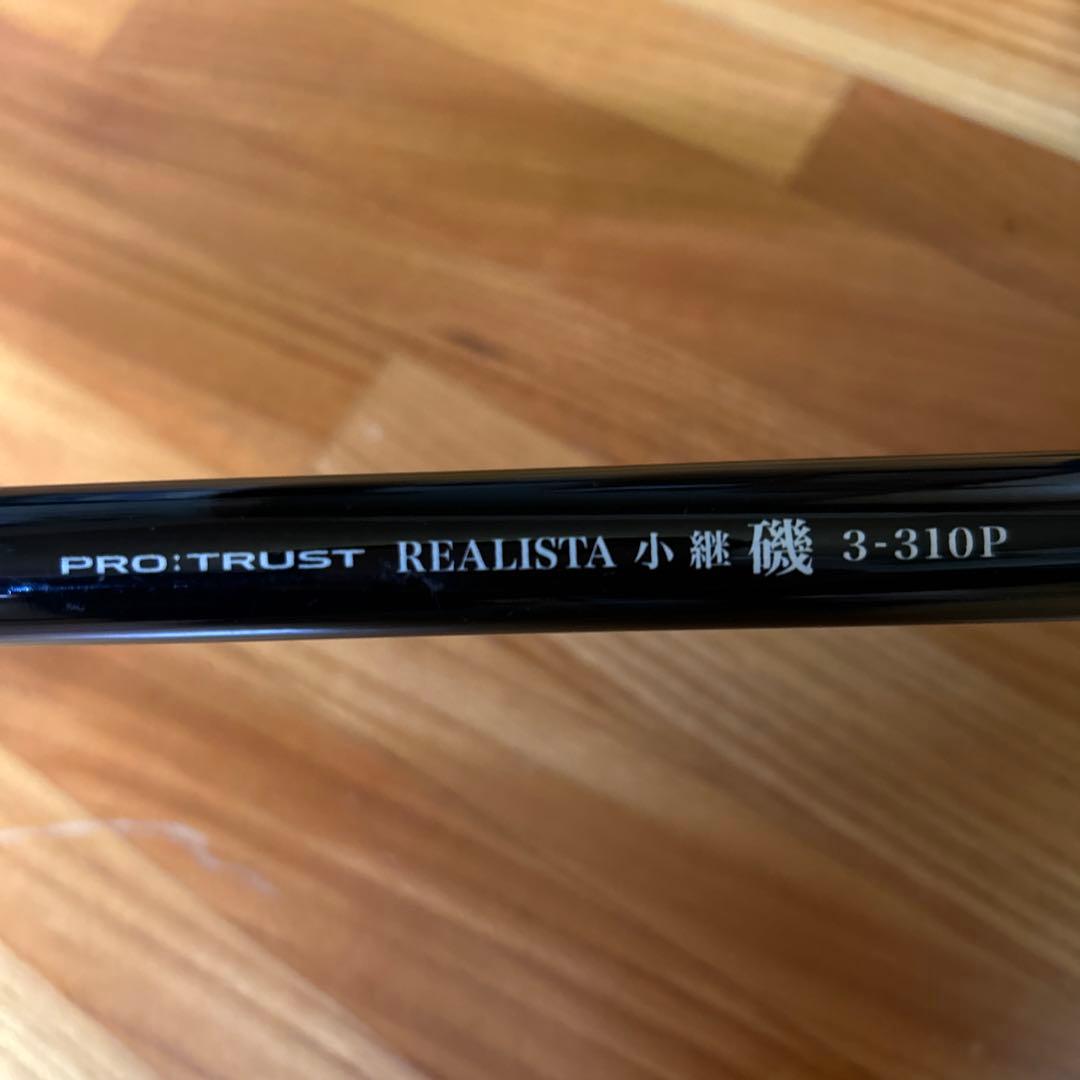 PRO:TRUST REALISTA 小継 磯 3-310P